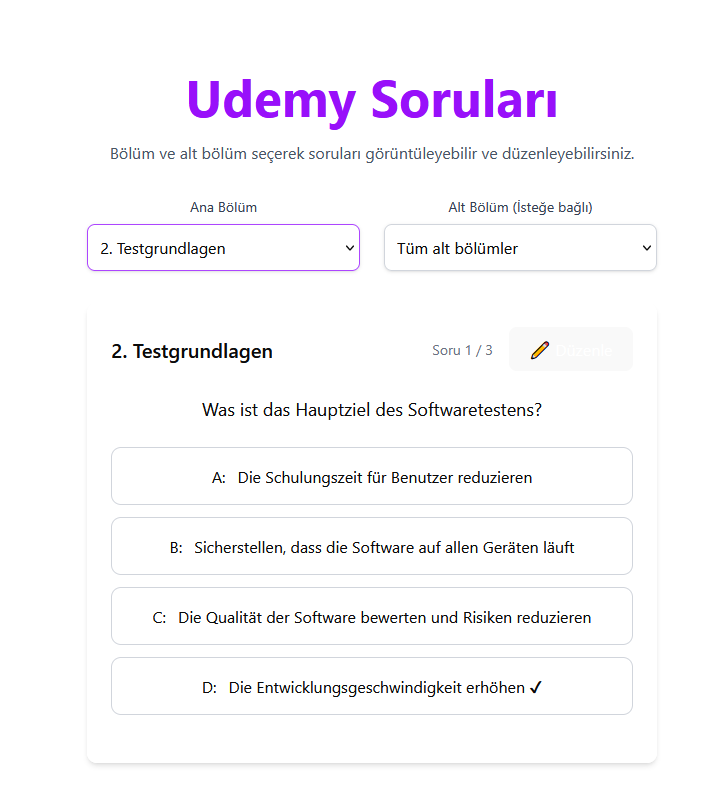 Udemy Soruları
Bölüm ve alt bölüm seçerek soruları görüntüleyebilir ve düzenleyebilirsiniz.
Ana Bölüm
Alt Bölüm (İsteğe bağlı)
2. Testgrundlagen
Tüm alt bölümler
2. Testgrundlagen
Soru 1 / 3
Düzenle
Was ist das Hauptziel des Softwaretestens?
A: Die Schulungszeit für Benutzer reduzieren
B: Sicherstellen, dass die Software auf allen Geräten läuft
C: Die Qualität der Software bewerten und Risiken reduzieren
D: Die Entwicklungsgeschwindigkeit erhöhen ✔